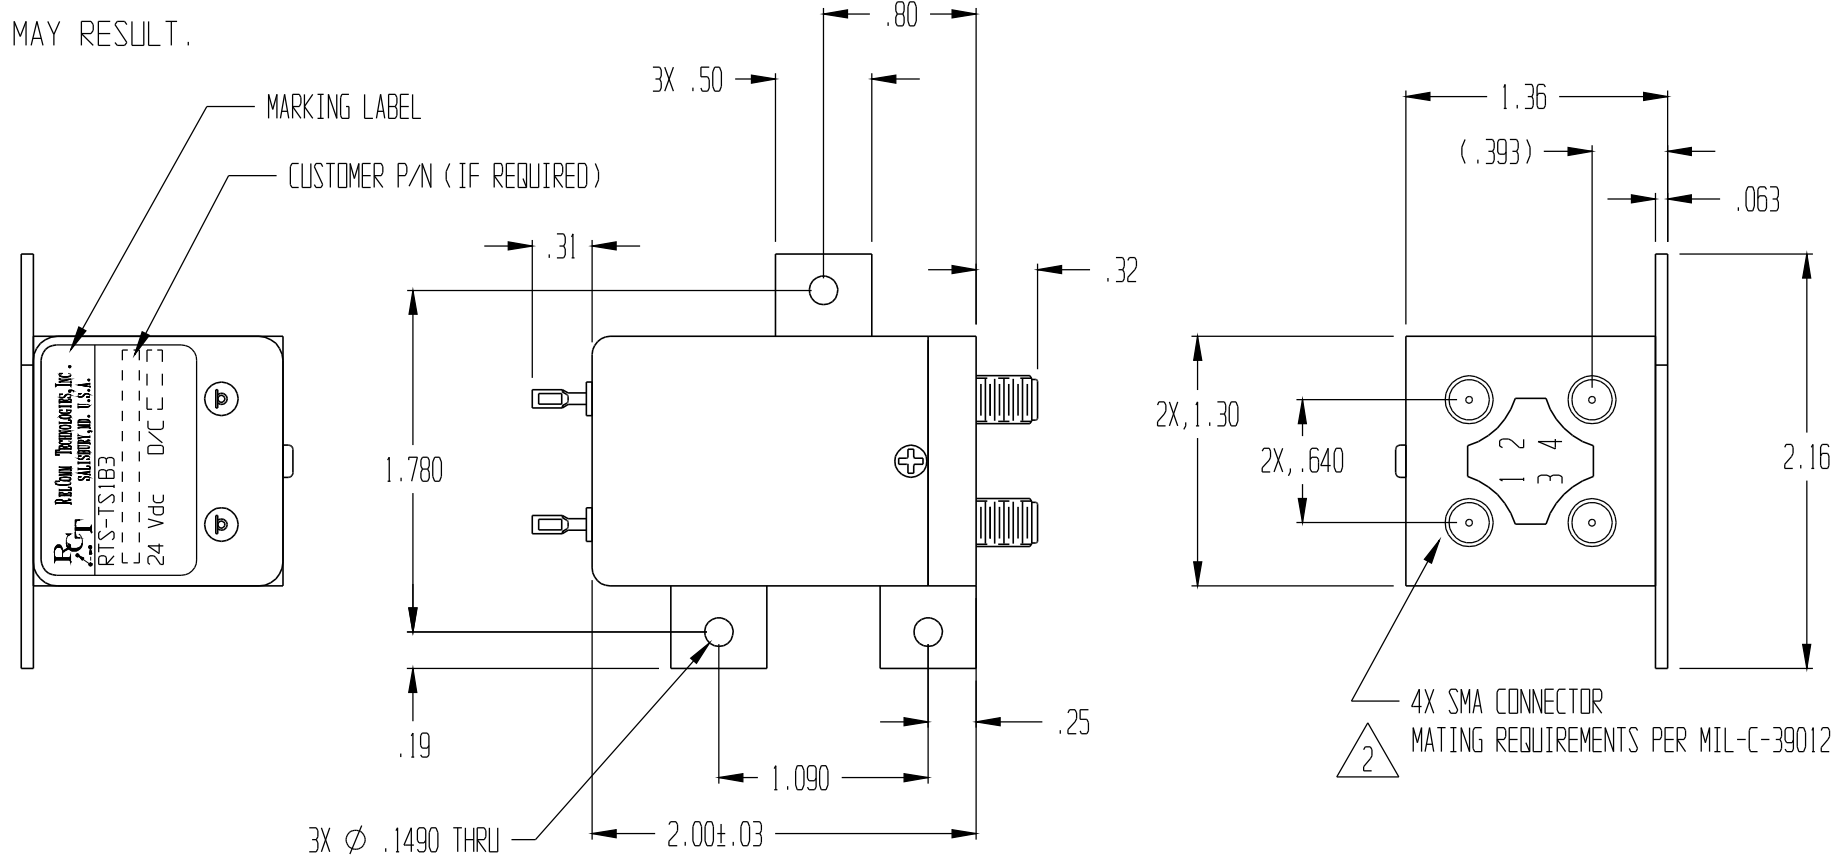 MAY RESULT.
MARKING LABEL
CUSTOMER P/N (IF REQUIRED)
RELCOMM TECHNOLOGIES, INC.
SALISBURY, MD. U.S.A.
RCT
RTS-TS1B3
24 Vdc D/C
.80
3X .50
.31
.32
1.780
.19
.25
1.090
2.00±.03
3X Ø .1490 THRU
1.36
(.393)
.063
2X, 1.30
2X, .640
2.16
1 2
3 4
4X SMA CONNECTOR
MATING REQUIREMENTS PER MIL-C-39012
2